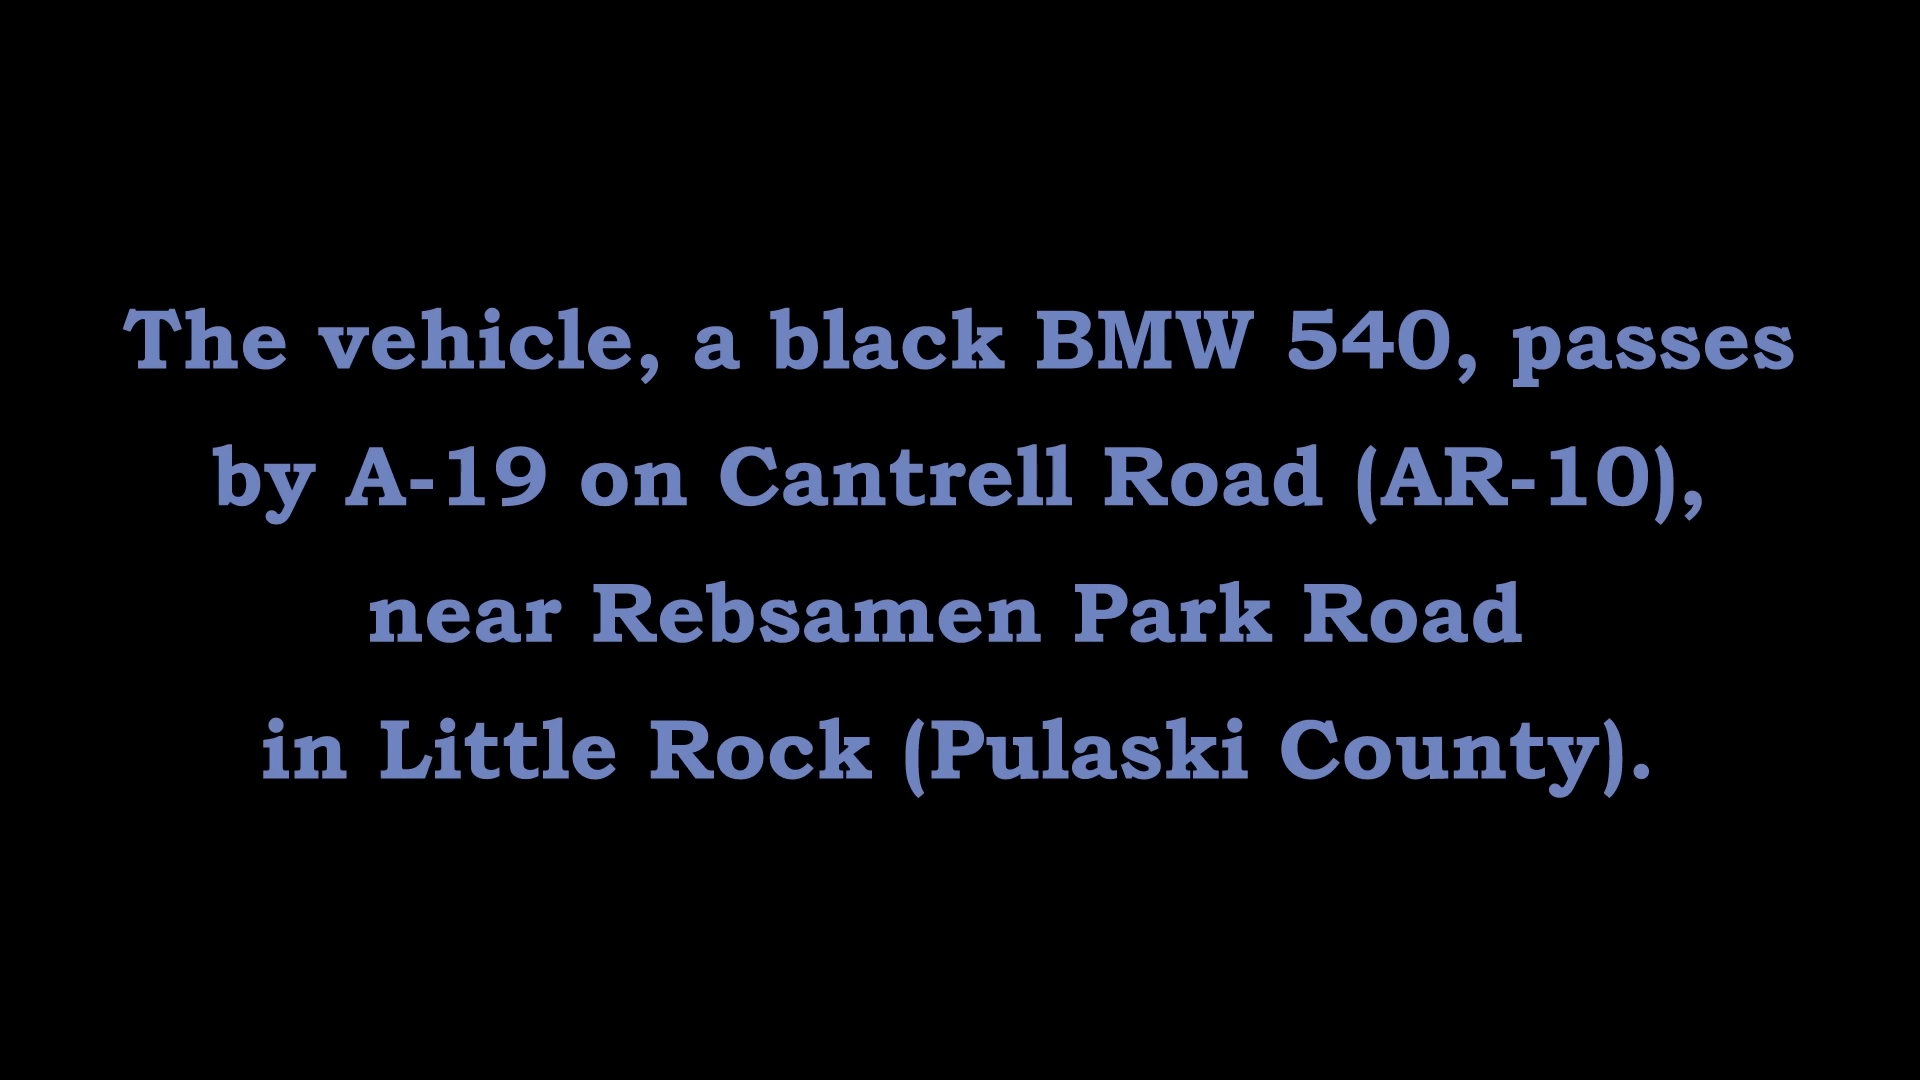 The vehicle, a black BMW 540, passes
by A-19 on Cantrell Road (AR-10),
near Rebsamen Park Road
in Little Rock (Pulaski County).